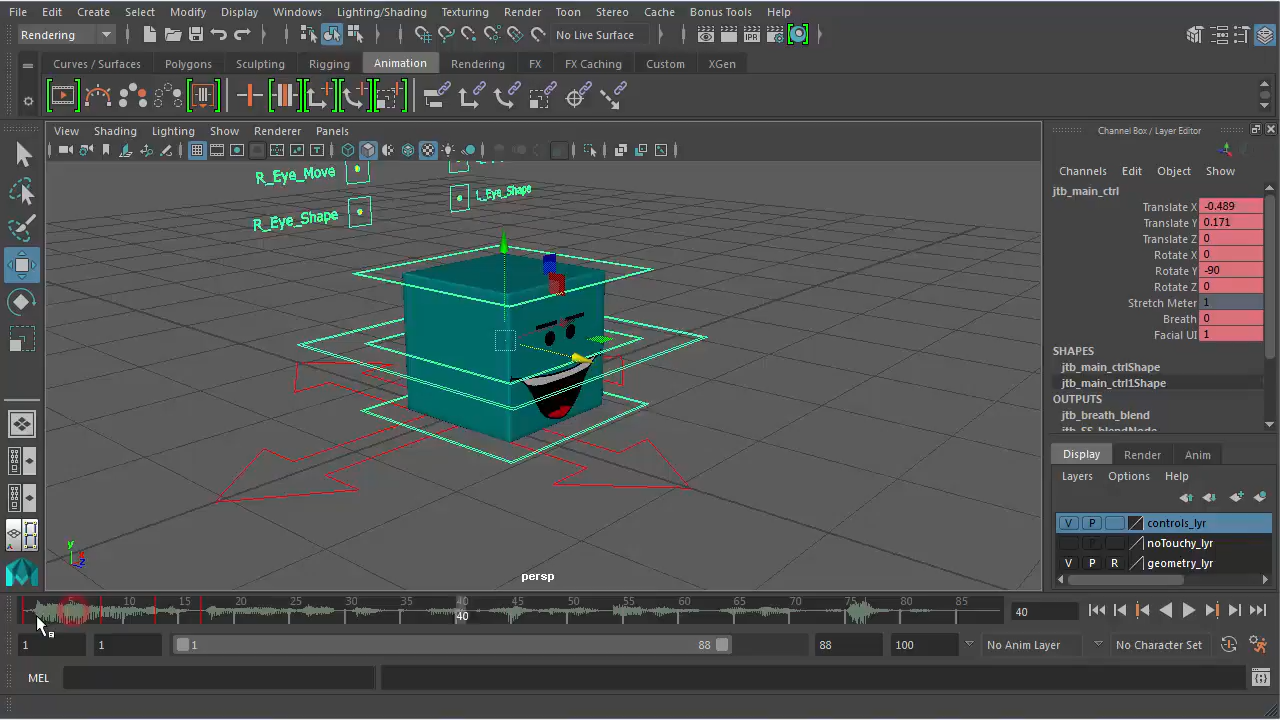 File Edit Create Select Modify Display Windows Lighting/Shading Texturing Render Toon Stereo Cache Bonus Tools Help
Rendering No Live Surface
Curves / Surfaces Polygons Sculpting Rigging Animation Rendering FX FX Caching Custom XGen
View Shading Lighting Show Renderer Panels
R_Eye_Move
R_Eye_Shape
L_Eye_Shape
persp
y
z
Channel Box / Layer Editor
Channels Edit Object Show
jtb_main_ctrl
Translate X -0.489
Translate Y 0.171
Translate Z 0
Rotate X 0
Rotate Y -90
Rotate Z 0
Stretch Meter 1
Breath 0
Facial UI 1
SHAPES
jtb_main_ctrlShape
jtb_main_ctrl1Shape
OUTPUTS
jtb_breath_blend
jtb_SS_blendNode
Display Render Anim
Layers Options Help
V P controls_lyr
noTouchy_lyr
V P R geometry_lyr
5 10 15 20 25 30 35 40 45 50 55 60 65 70 75 80 85
40 40
1 1 1 88 88 100 No Anim Layer No Character Set
MEL